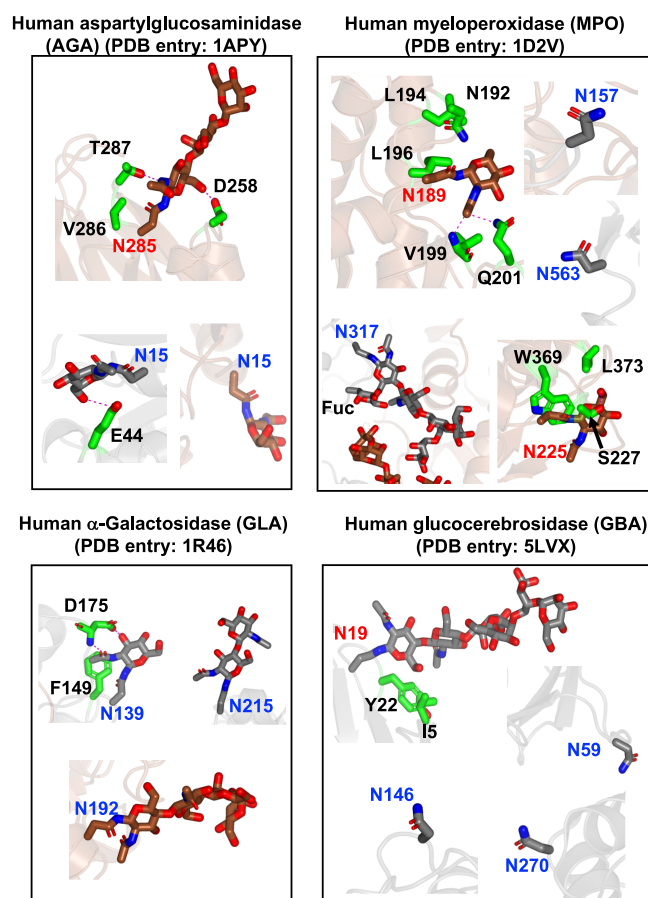 Human aspartylglucosaminidase
(AGA) (PDB entry: 1APY)
T287
D258
V286
N285
N15
E44
N15
Human myeloperoxidase (MPO)
(PDB entry: 1D2V)
L194
N192
N157
L196
N189
V199
Q201
N563
N317
Fuc
W369
L373
N225
S227
Human α-Galactosidase (GLA)
(PDB entry: 1R46)
D175
F149
N139
N215
N192
Human glucocerebrosidase (GBA)
(PDB entry: 5LVX)
N19
Y22
I5
N59
N146
N270